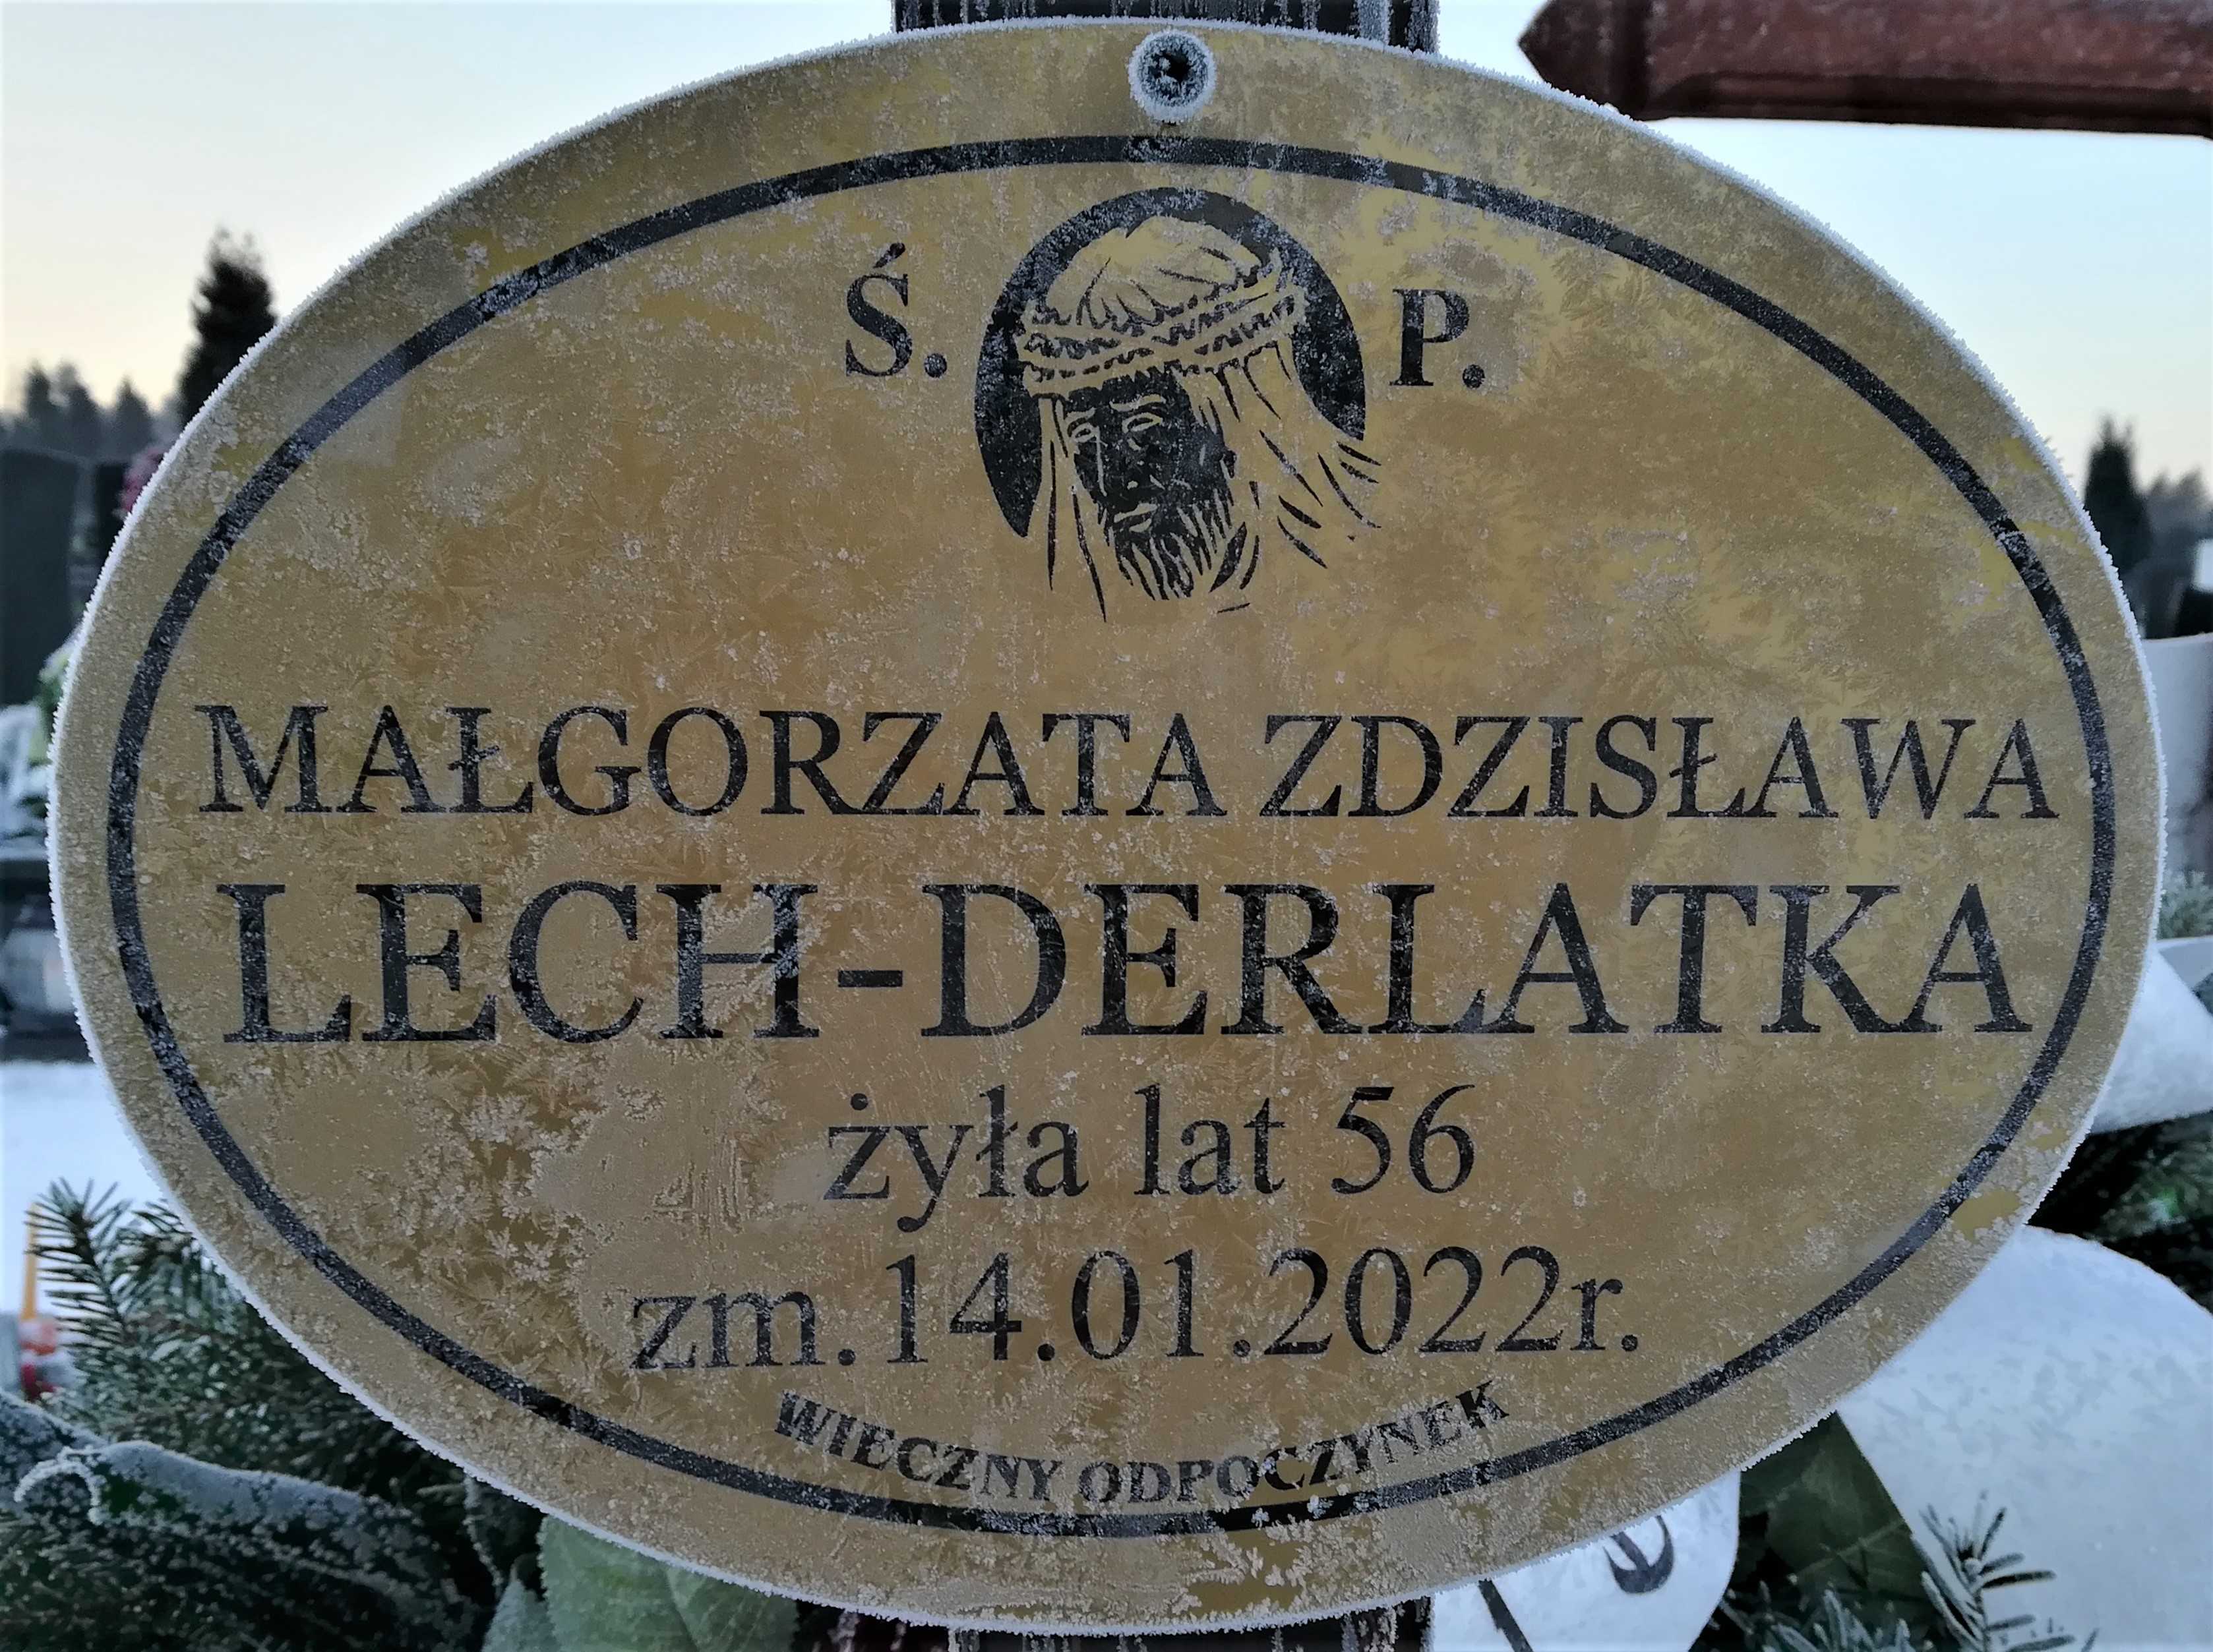 Ś. P.
MAŁGORZATA ZDZISŁAWA
LECH-DERLATKA
żyła lat 56
zm.14.01.2022r.
WIECZNY ODPOCZYNEK